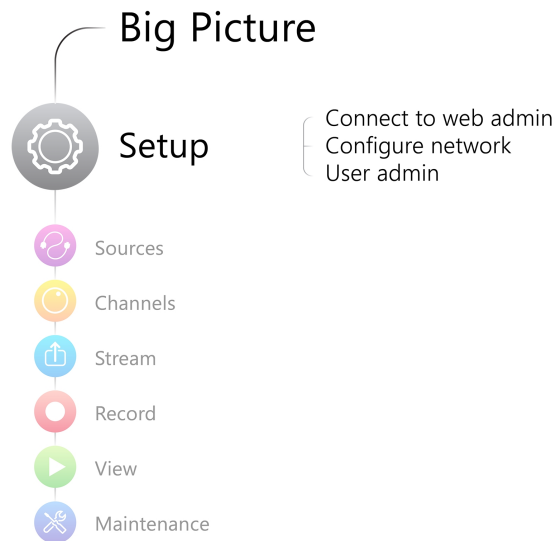 Big Picture
Setup
Connect to web admin
Configure network
User admin
Sources
Channels
Stream
Record
View
Maintenance